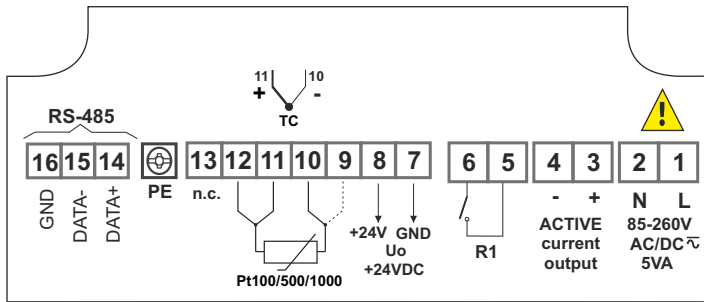 11 10
+ -
TC
RS-485
16 15 14
13 12 11 10 9 8 7
6 5
4 3
2 1
GND
DATA-
DATA+
PE
n.c.
Pt100/500/1000
+24V GND
Uo
+24VDC
R1
- +
ACTIVE
current
output
N L
85-260V
AC/DC
5VA
!